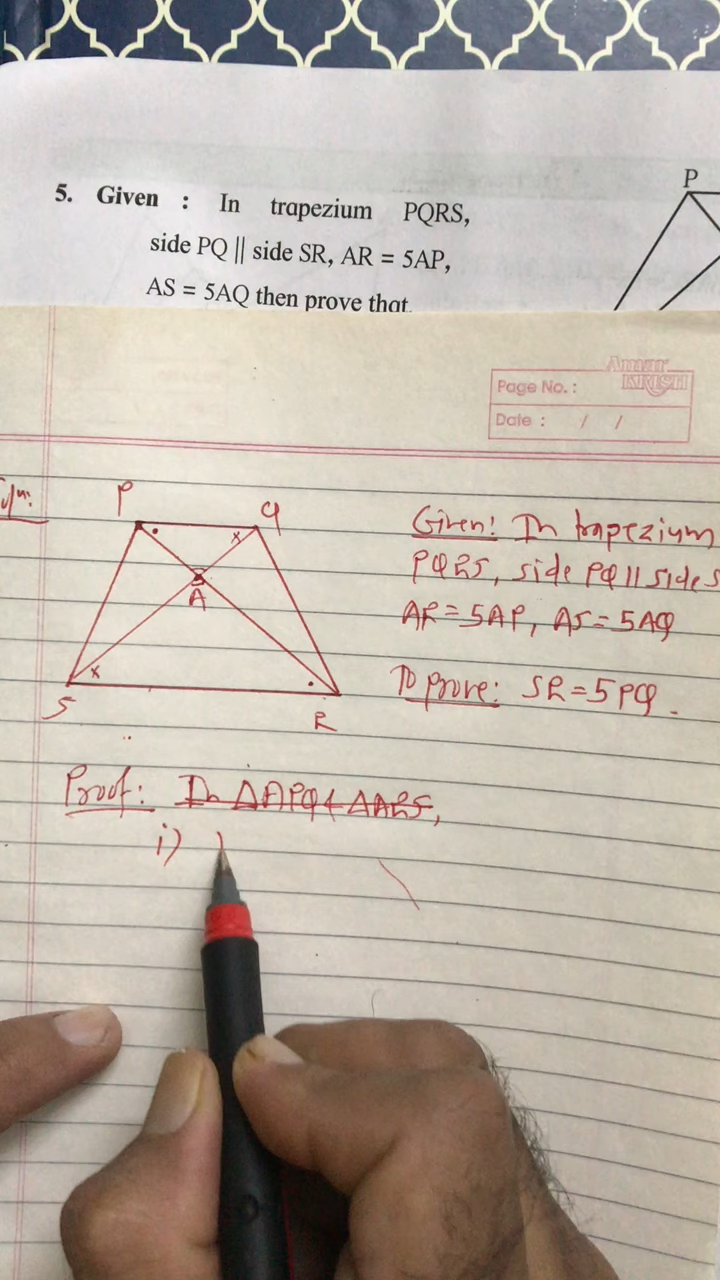 5. Given : In trapezium PQRS,
side PQ || side SR, AR = 5AP,
AS = 5AQ then prove that
P
Amar
KRISH
Page No. :
Date : / /
P
Q
A
S
R
Given: In trapezium
PQRS, side PQ || side S
AR = 5AP, AS = 5AQ
To prove: SR = 5PQ.
Proof: In ΔAPQ & ΔARS,
i)